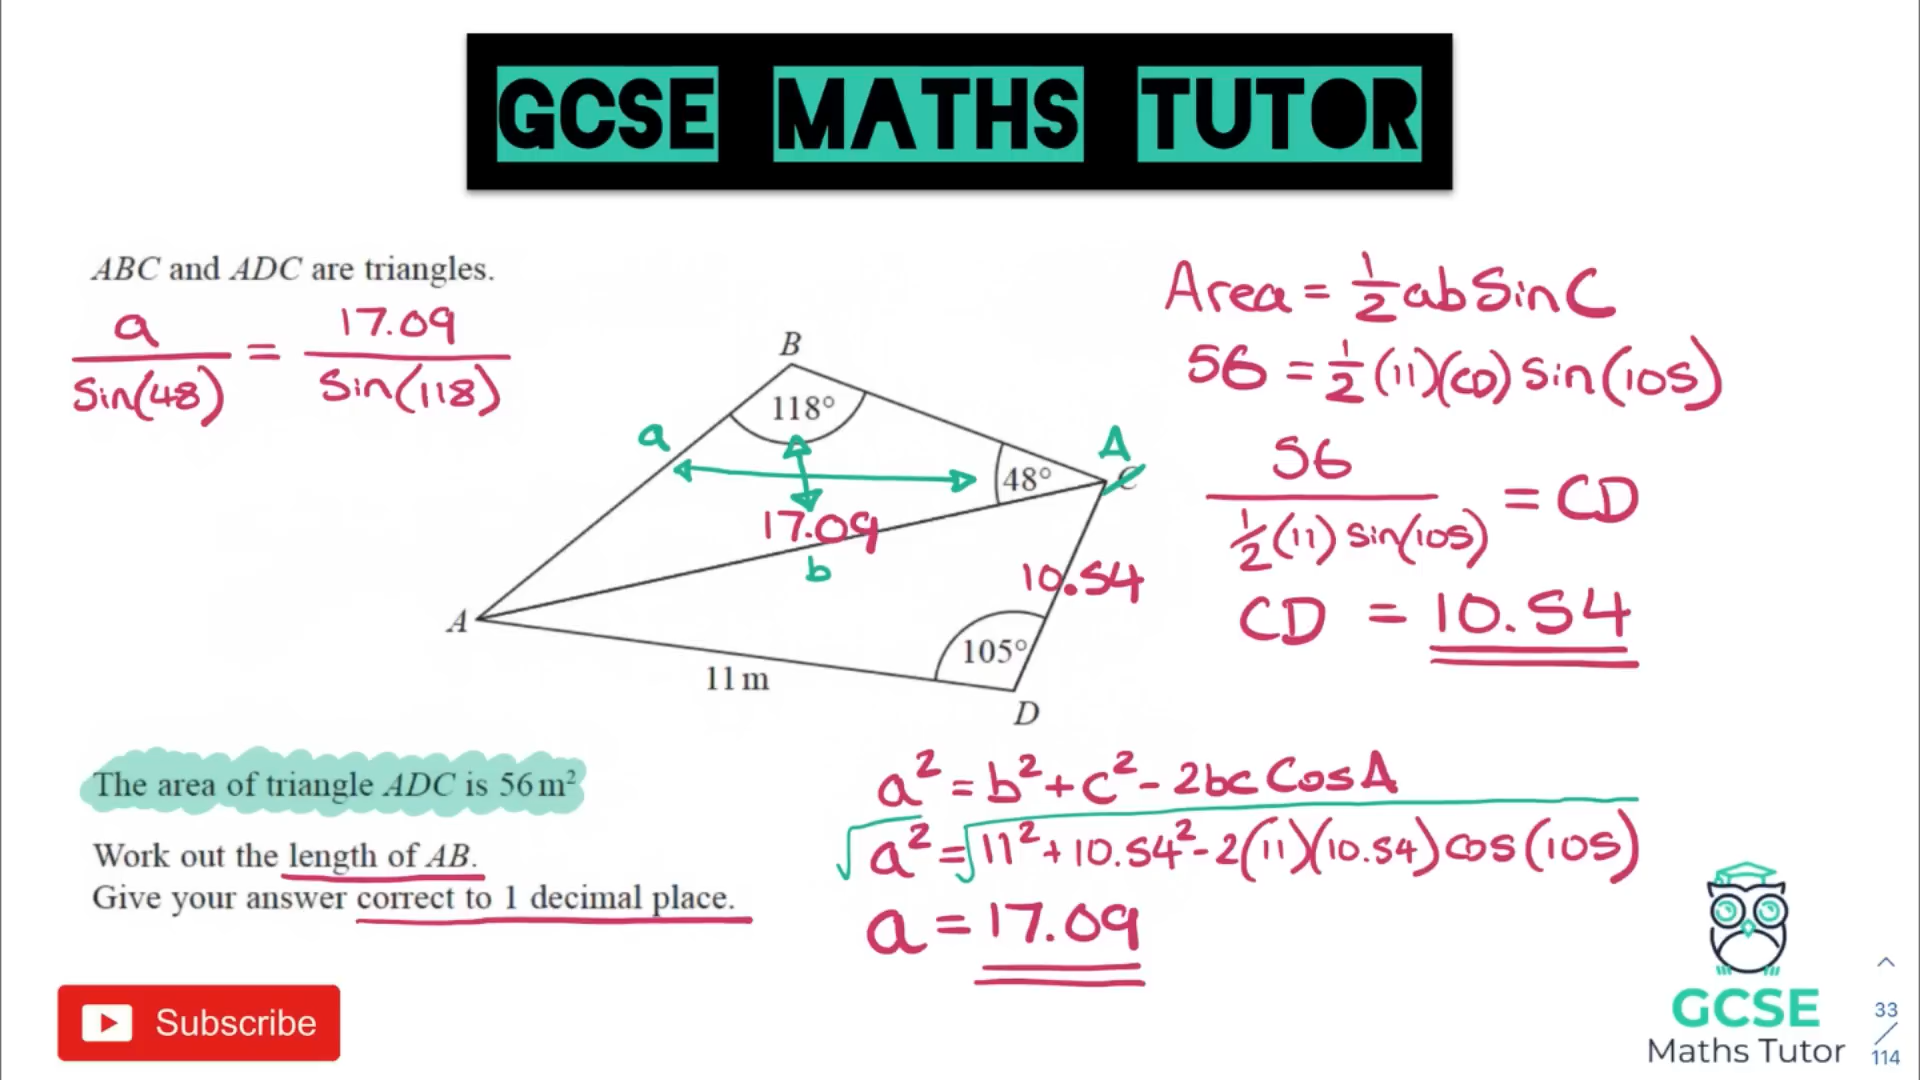 GCSE MATHS TUTOR
ABC and ADC are triangles.
a/Sin(48) = 17.09/Sin(118)
B
118°
a
A
C
48°
17.09
b
10.54
A
105°
11 m
D
Area = 1/2 ab Sin C
56 = 1/2 (11)(CD) Sin(105)
56 / 1/2 (11) Sin(105) = CD
CD = 10.54
The area of triangle ADC is 56 m²
Work out the length of AB.
Give your answer correct to 1 decimal place.
a² = b² + c² - 2bc Cos A
√a² = √11² + 10.54² - 2(11)(10.54) cos(105)
a = 17.09
Subscribe
GCSE
Maths Tutor
33
/
114